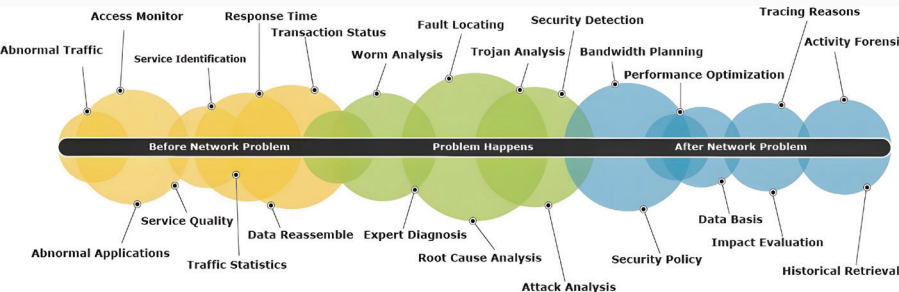 Tracing Reasons
Access Monitor
Response Time
Security Detection
Fault Locating
Transaction Status
Activity Forensi
Abnormal Traffic
Worm Analysis
Trojan Analysis
Bandwidth Planning
Service Identification
Performance Optimization
Before Network Problem
Problem Happens
After Network Problem
Service Quality
Data Basis
Data Reassemble
Expert Diagnosis
Impact Evaluation
Abnormal Applications
Root Cause Analysis
Security Policy
Traffic Statistics
Historical Retrieval
Attack Analysis